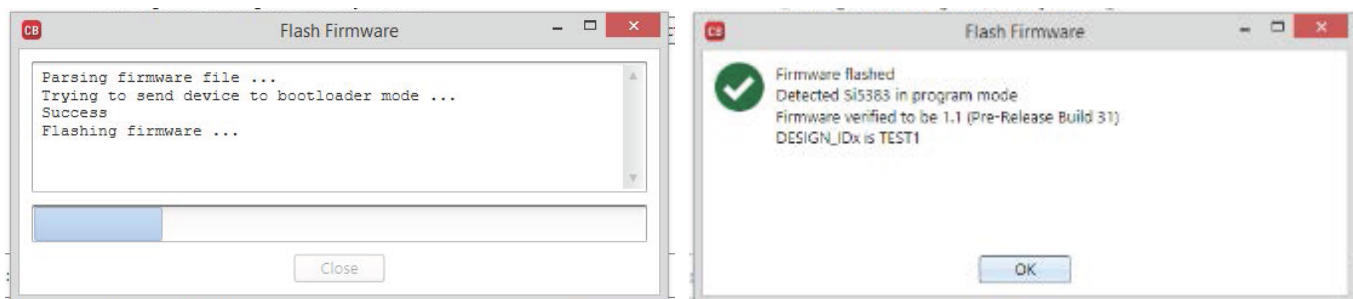 CB
Flash Firmware
Parsing firmware file ...
Trying to send device to bootloader mode ...
Success
Flashing firmware ...
Close
CB
Flash Firmware
Firmware flashed
Detected Si5383 in program mode
Firmware verified to be 1.1 (Pre-Release Build 31)
DESIGN_IDx is TEST1
OK